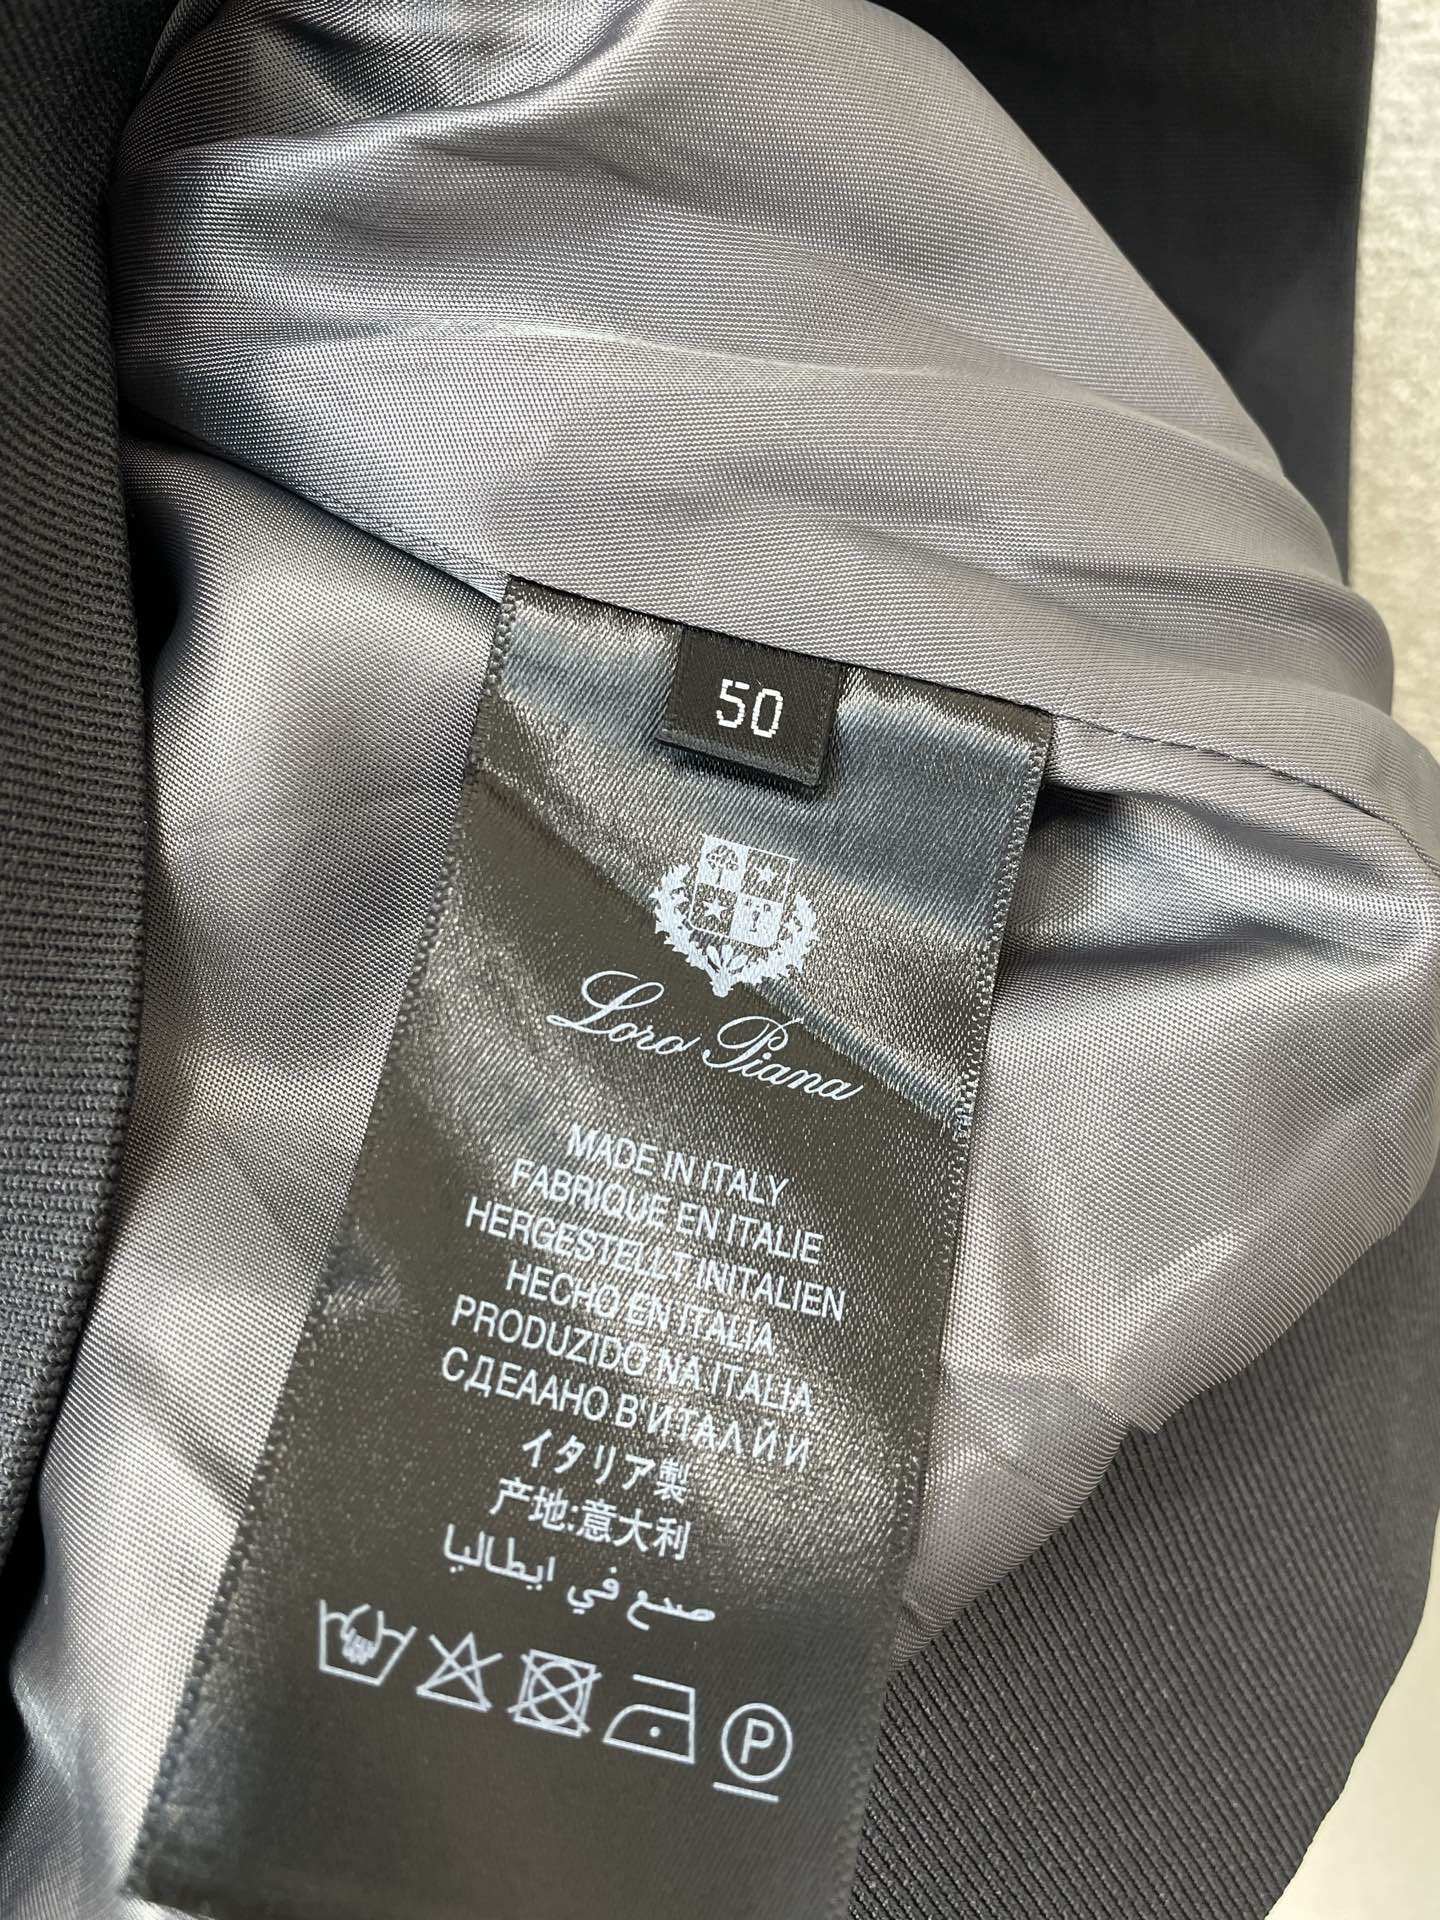 50
Loro Piana
MADE IN ITALY
FABRIQUE EN ITALIE
HERGESTELLT INITALIEN
HECHO EN ITALIA
PRODUZIDO NA ITALIA
СДЕААНО В'ИТАЛЙ И
イタリア製
产地:意大利
صنع في ايطاليا
P